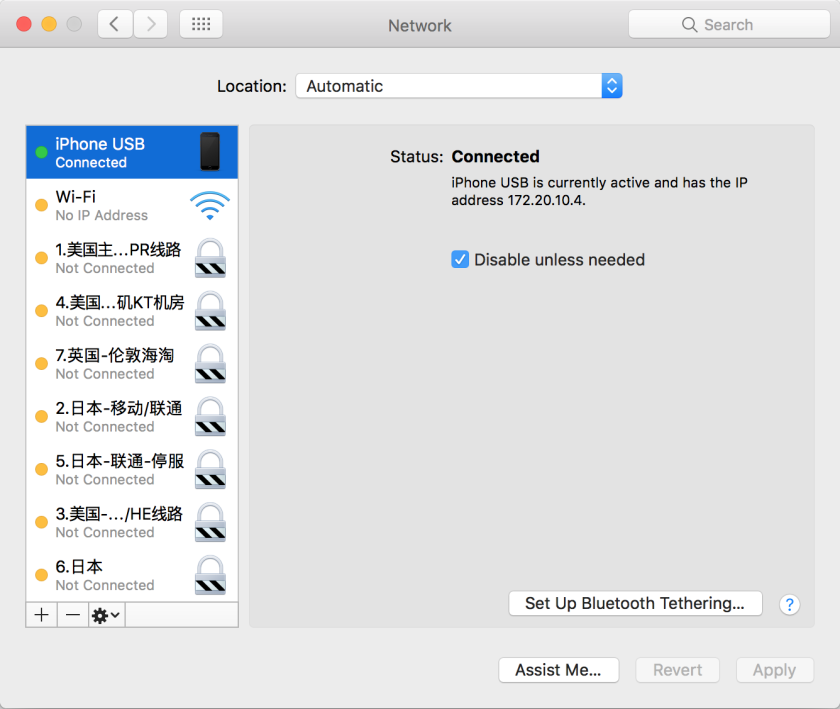 Network
Search
Location: Automatic
iPhone USB
Connected
Wi-Fi
No IP Address
1.美国主...PR线路
Not Connected
4.美国...矶KT机房
Not Connected
7.英国-伦敦海淘
Not Connected
2.日本-移动/联通
Not Connected
5.日本-联通-停服
Not Connected
3.美国-.../HE线路
Not Connected
6.日本
Not Connected
Status: Connected
iPhone USB is currently active and has the IP
address 172.20.10.4.
Disable unless needed
Set Up Bluetooth Tethering...
?
Assist Me...
Revert
Apply